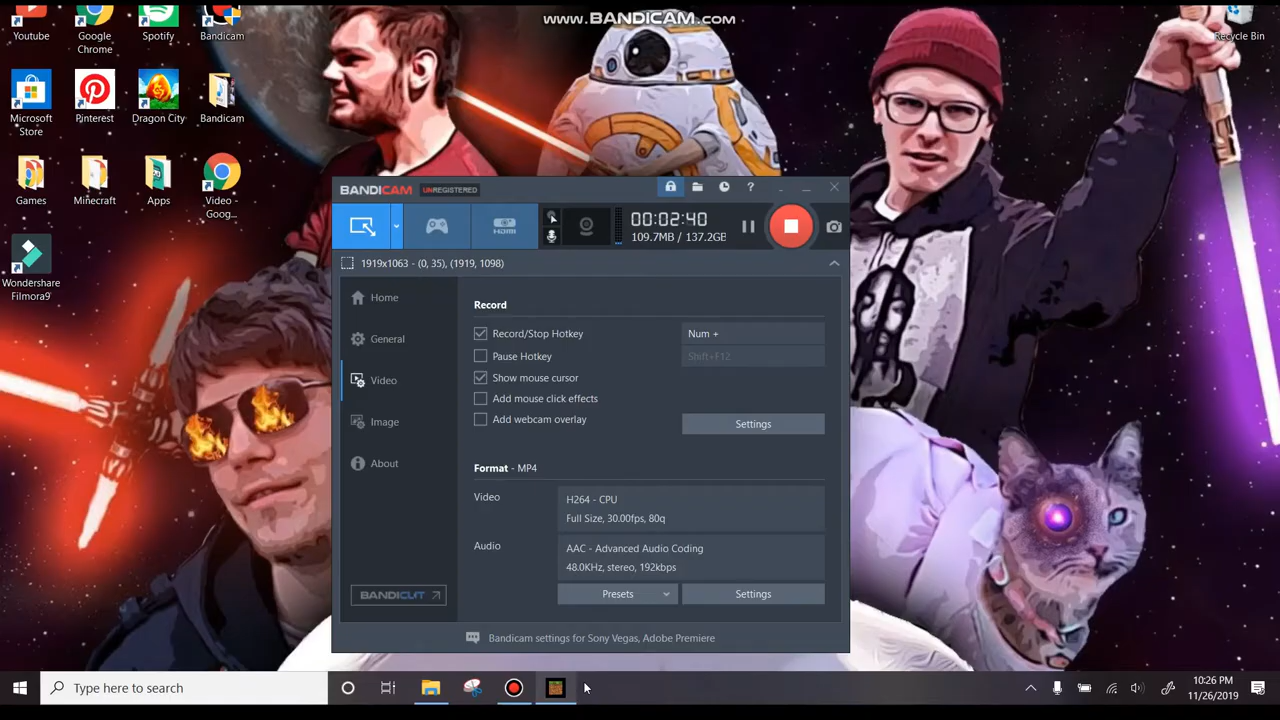 www.BANDICAM.com
Youtube
Google Chrome
Spotify
Bandicam
Recycle Bin
Microsoft Store
Pinterest
Dragon City
Bandicam
Games
Minecraft
Apps
Video - Goog...
Wondershare Filmora9
BANDICAM UNREGISTERED
HDMI
00:02:40
109.7MB / 137.2GB
1919x1063 - (0, 35), (1919, 1098)
Home
General
Video
Image
About
BANDICUT
Record
Record/Stop Hotkey
Num +
Pause Hotkey
Shift+F12
Show mouse cursor
Add mouse click effects
Add webcam overlay
Settings
Format - MP4
Video
H264 - CPU
Full Size, 30.00fps, 80q
Audio
AAC - Advanced Audio Coding
48.0KHz, stereo, 192kbps
Presets
Settings
Bandicam settings for Sony Vegas, Adobe Premiere
Type here to search
10:26 PM
11/26/2019